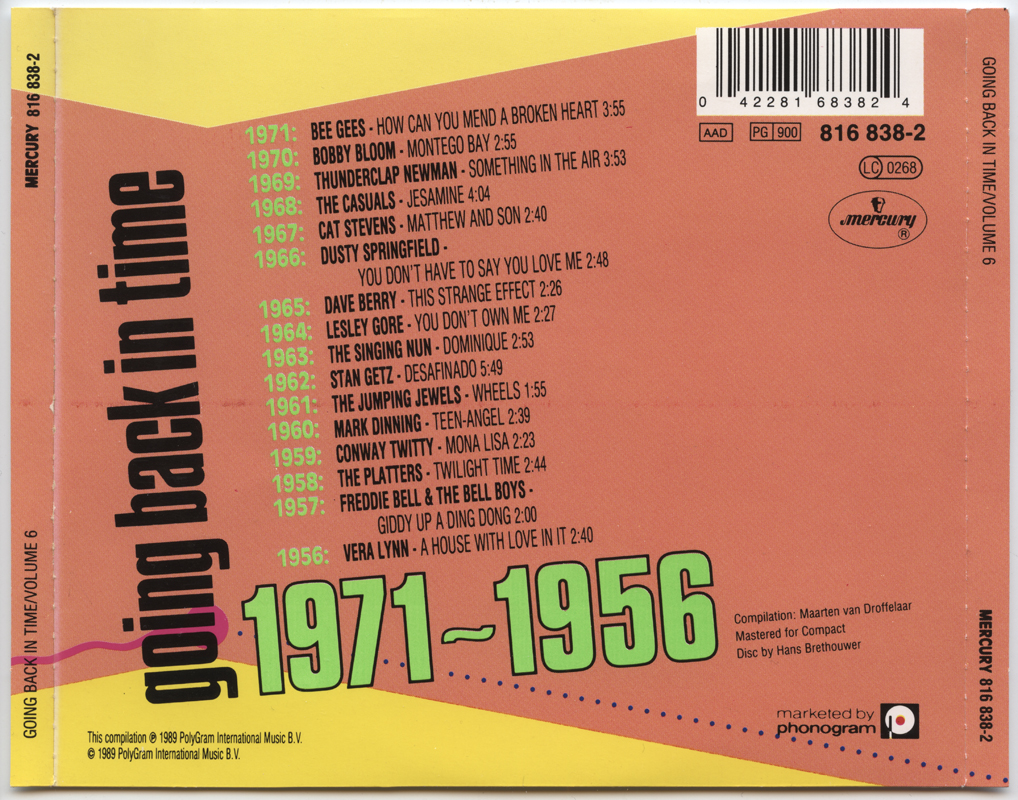 MERCURY 816 838-2
GOING BACK IN TIME/VOLUME 6
going back in time
1971: BEE GEES - HOW CAN YOU MEND A BROKEN HEART 3:55
1970: BOBBY BLOOM - MONTEGO BAY 2:55
1969: THUNDERCLAP NEWMAN - SOMETHING IN THE AIR 3:53
1968: THE CASUALS - JESAMINE 4:04
1967: CAT STEVENS - MATTHEW AND SON 2:40
1966: DUSTY SPRINGFIELD -
YOU DON'T HAVE TO SAY YOU LOVE ME 2:48
1965: DAVE BERRY - THIS STRANGE EFFECT 2:26
1964: LESLEY GORE - YOU DON'T OWN ME 2:27
1963: THE SINGING NUN - DOMINIQUE 2:53
1962: STAN GETZ - DESAFINADO 5:49
1961: THE JUMPING JEWELS - WHEELS 1:55
1960: MARK DINNING - TEEN-ANGEL 2:39
1959: CONWAY TWITTY - MONA LISA 2:23
1958: THE PLATTERS - TWILIGHT TIME 2:44
1957: FREDDIE BELL & THE BELL BOYS -
GIDDY UP A DING DONG 2:00
1956: VERA LYNN - A HOUSE WITH LOVE IN IT 2:40
1971~1956
0 42281 68382 4
AAD PG 900 816 838-2
LC 0268
mercury
®
Compilation: Maarten van Droffelaar
Mastered for Compact
Disc by Hans Brethouwer
marketed by
phonogram
This compilation ℗ 1989 PolyGram International Music B.V.
© 1989 PolyGram International Music B.V.
GOING BACK IN TIME/VOLUME 6
MERCURY 816 838-2